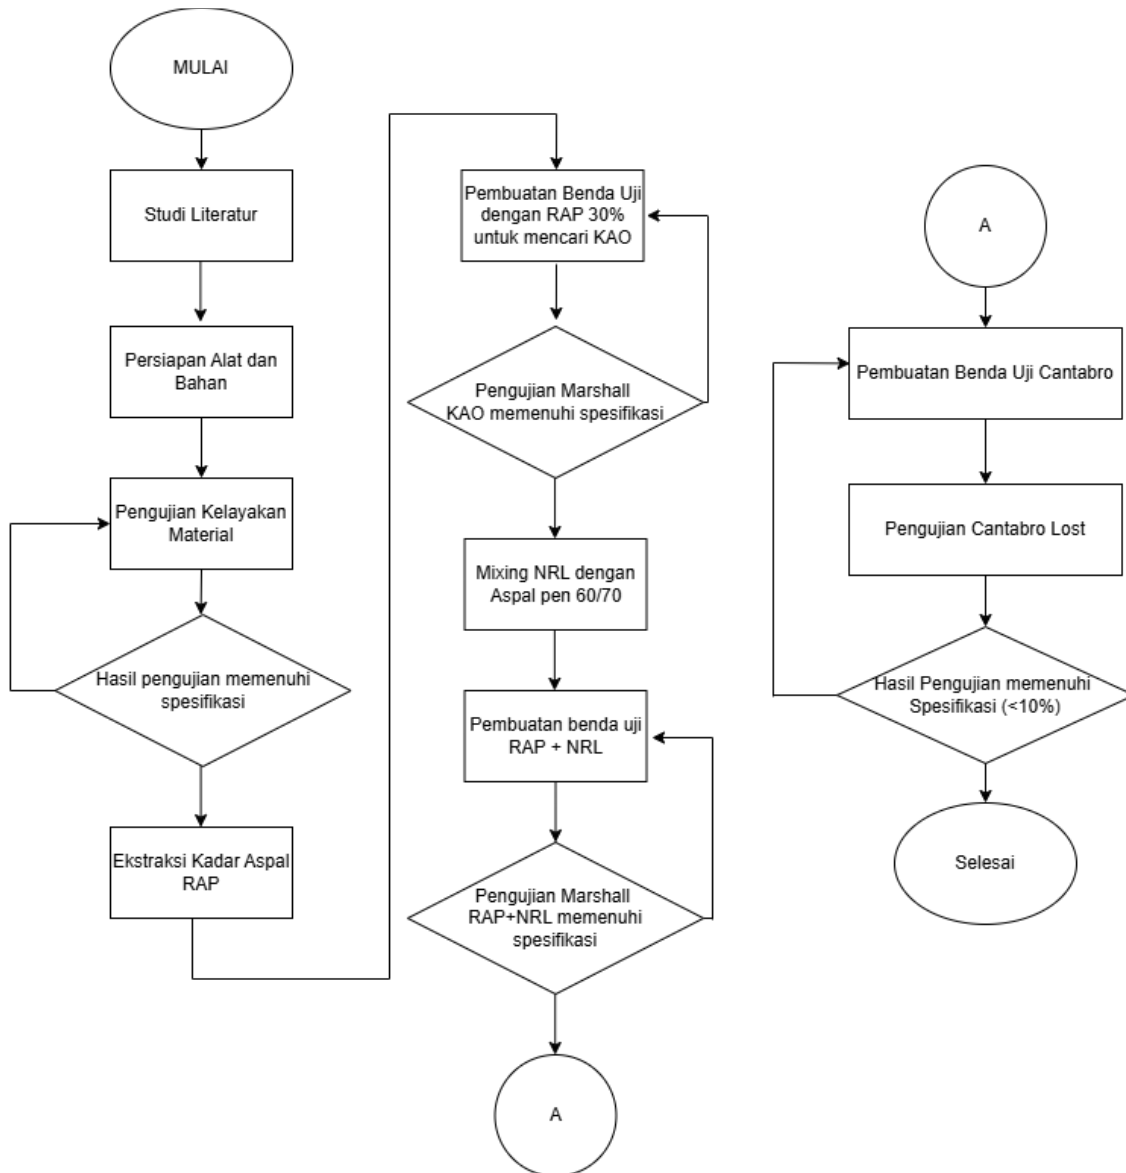 MULAI
Studi Literatur
Persiapan Alat dan
Bahan
Pengujian Kelayakan
Material
Hasil pengujian memenuhi
spesifikasi
Ekstraksi Kadar Aspal
RAP
Pembuatan Benda Uji
dengan RAP 30%
untuk mencari KAO
Pengujian Marshall
KAO memenuhi spesifikasi
Mixing NRL dengan
Aspal pen 60/70
Pembuatan benda uji
RAP + NRL
Pengujian Marshall
RAP+NRL memenuhi
spesifikasi
A
A
Pembuatan Benda Uji Cantabro
Pengujian Cantabro Lost
Hasil Pengujian memenuhi
Spesifikasi (<10%)
Selesai